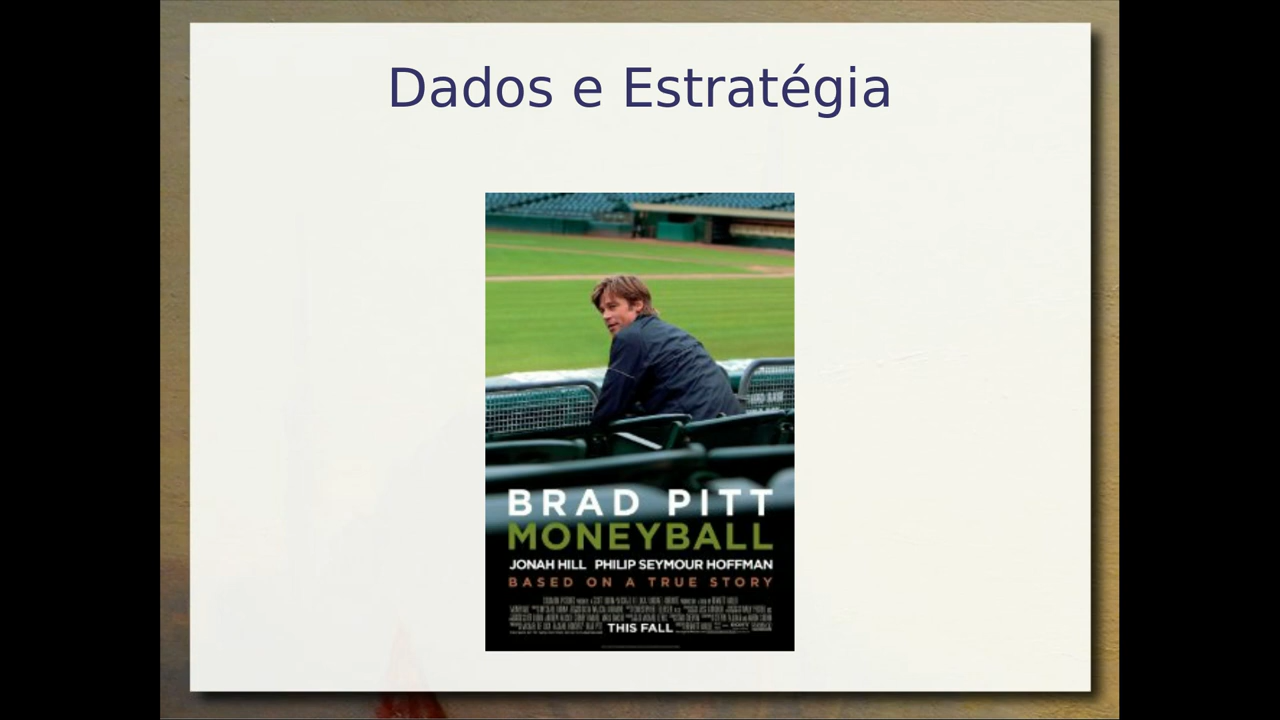 Dados e Estratégia
BRAD PITT
MONEYBALL
JONAH HILL PHILIP SEYMOUR HOFFMAN
BASED ON A TRUE STORY
THIS FALL